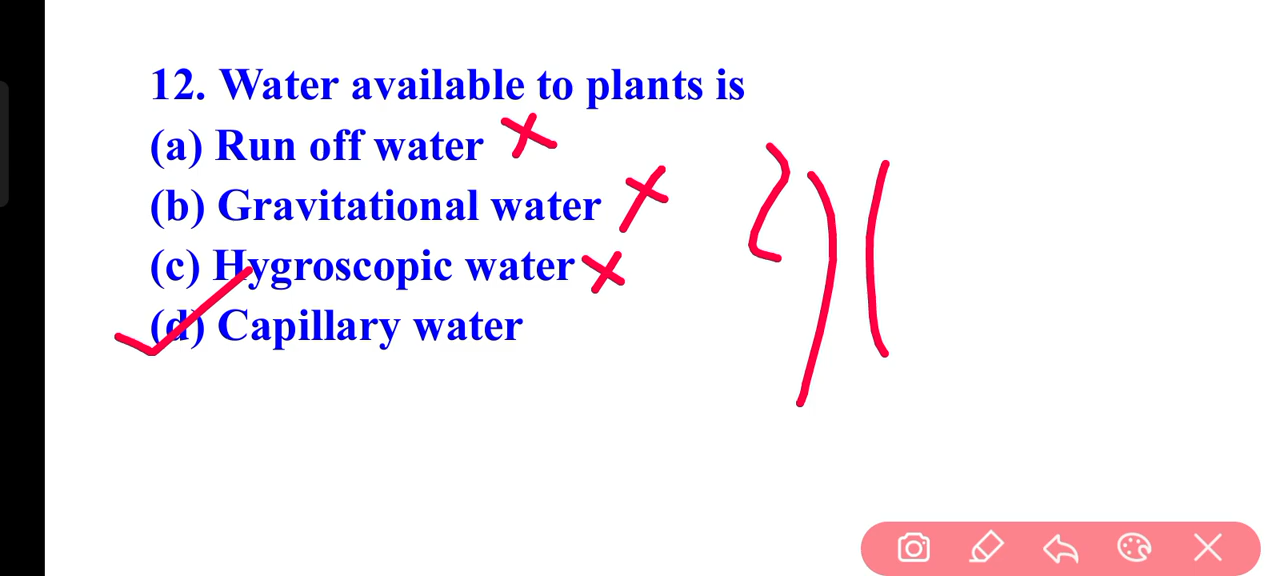 12. Water available to plants is
(a) Run off water
(b) Gravitational water
(c) Hygroscopic water
(d) Capillary water